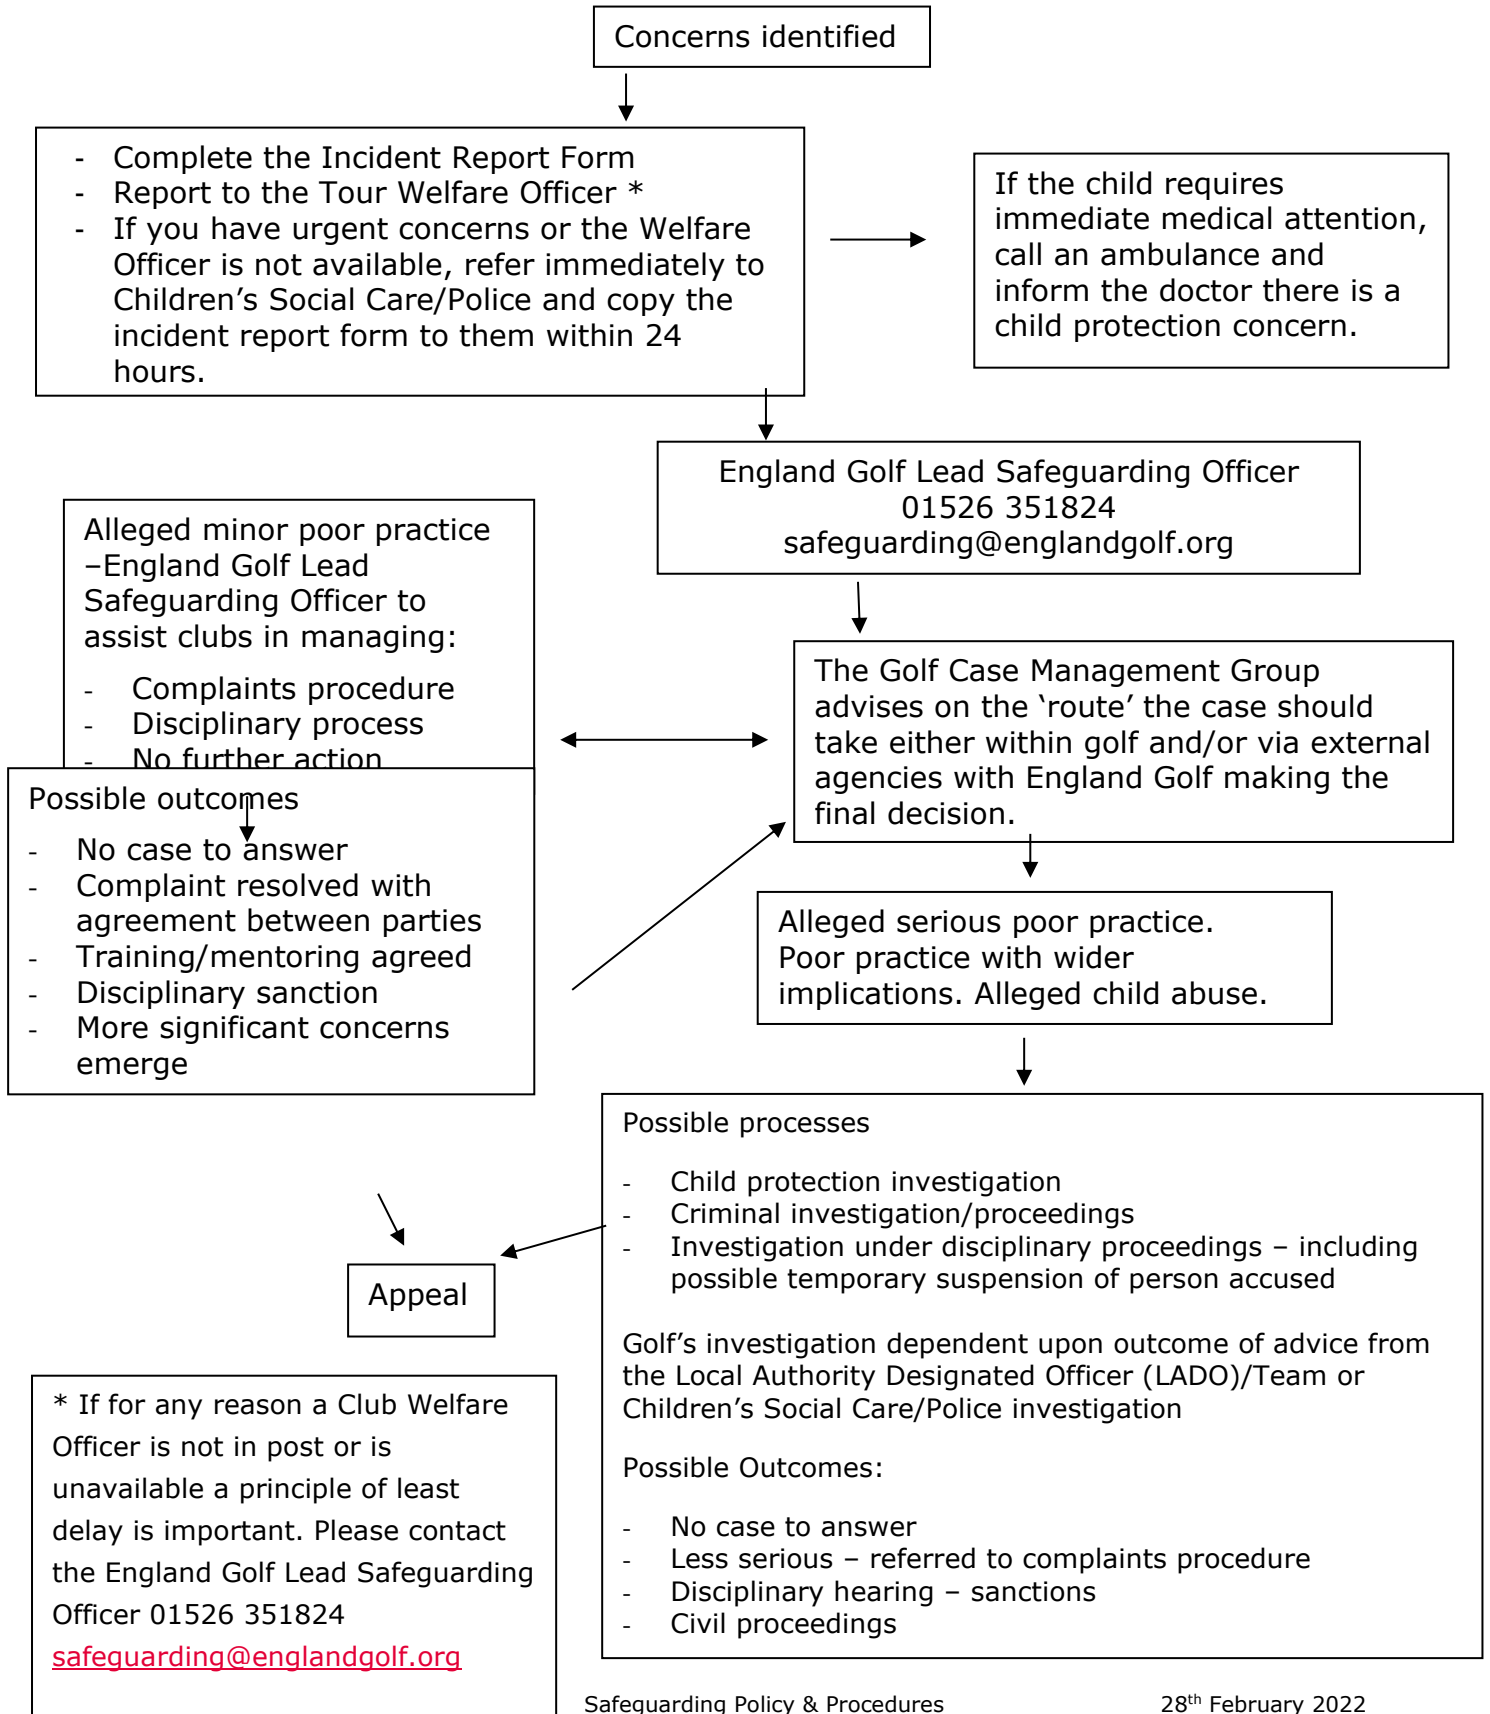 Concerns identified
- Complete the Incident Report Form
- Report to the Tour Welfare Officer *
- If you have urgent concerns or the Welfare
Officer is not available, refer immediately to
Children’s Social Care/Police and copy the
incident report form to them within 24
hours.
If the child requires
immediate medical attention,
call an ambulance and
inform the doctor there is a
child protection concern.
England Golf Lead Safeguarding Officer
01526 351824
safeguarding@englandgolf.org
Alleged minor poor practice
–England Golf Lead
Safeguarding Officer to
assist clubs in managing:
- Complaints procedure
- Disciplinary process
- No further action
The Golf Case Management Group
advises on the ‘route’ the case should
take either within golf and/or via external
agencies with England Golf making the
final decision.
Possible outcomes
- No case to answer
- Complaint resolved with
agreement between parties
- Training/mentoring agreed
- Disciplinary sanction
- More significant concerns
emerge
Alleged serious poor practice.
Poor practice with wider
implications. Alleged child abuse.
Possible processes
- Child protection investigation
- Criminal investigation/proceedings
- Investigation under disciplinary proceedings – including
possible temporary suspension of person accused
Golf’s investigation dependent upon outcome of advice from
the Local Authority Designated Officer (LADO)/Team or
Children’s Social Care/Police investigation
Possible Outcomes:
- No case to answer
- Less serious – referred to complaints procedure
- Disciplinary hearing – sanctions
- Civil proceedings
Appeal
* If for any reason a Club Welfare
Officer is not in post or is
unavailable a principle of least
delay is important. Please contact
the England Golf Lead Safeguarding
Officer 01526 351824
safeguarding@englandgolf.org
Safeguarding Policy & Procedures 28th February 2022